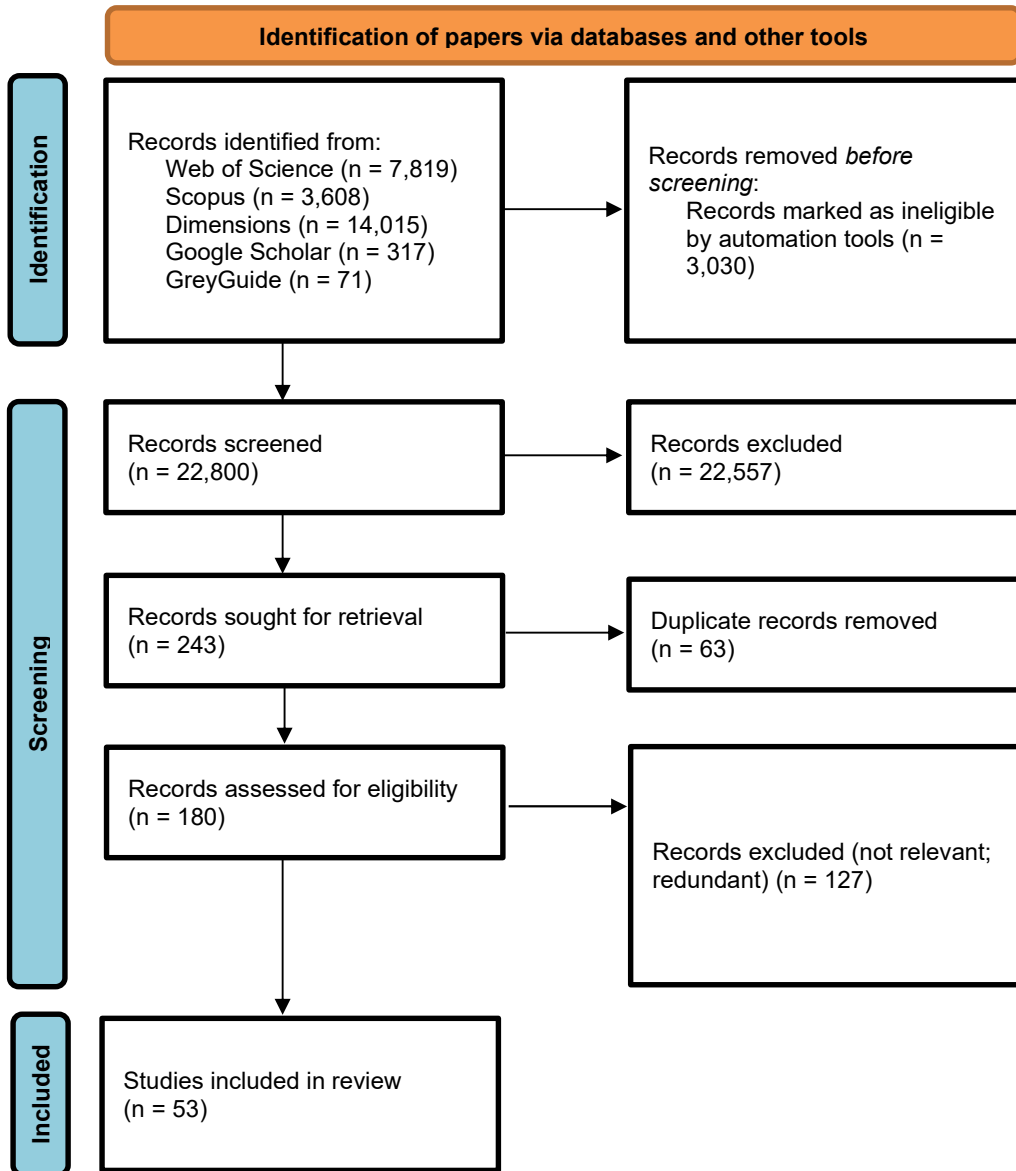 Identification of papers via databases and other tools
Identification
Records identified from:
Web of Science (n = 7,819)
Scopus (n = 3,608)
Dimensions (n = 14,015)
Google Scholar (n = 317)
GreyGuide (n = 71)
Records removed before
screening:
Records marked as ineligible
by automation tools (n =
3,030)
Screening
Records screened
(n = 22,800)
Records excluded
(n = 22,557)
Records sought for retrieval
(n = 243)
Duplicate records removed
(n = 63)
Records assessed for eligibility
(n = 180)
Records excluded (not relevant;
redundant) (n = 127)
Included
Studies included in review
(n = 53)